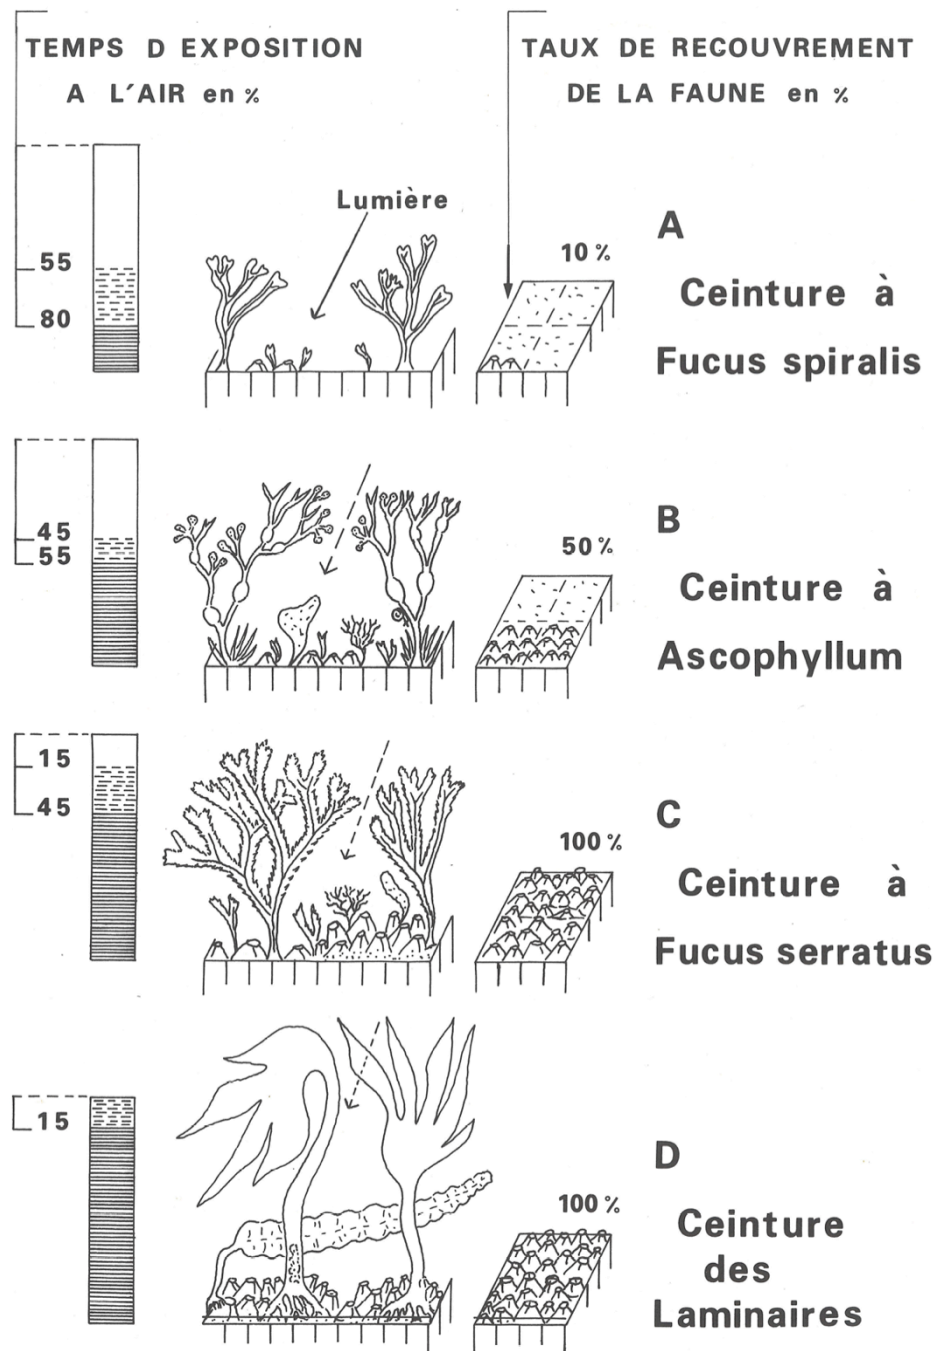 TEMPS D EXPOSITION
A L'AIR en %
TAUX DE RECOUVREMENT
DE LA FAUNE en %
Lumière
55
80
10 %
A
Ceinture à
Fucus spiralis
45
55
50 %
B
Ceinture à
Ascophyllum
15
45
100 %
C
Ceinture à
Fucus serratus
15
100 %
D
Ceinture
des
Laminaires